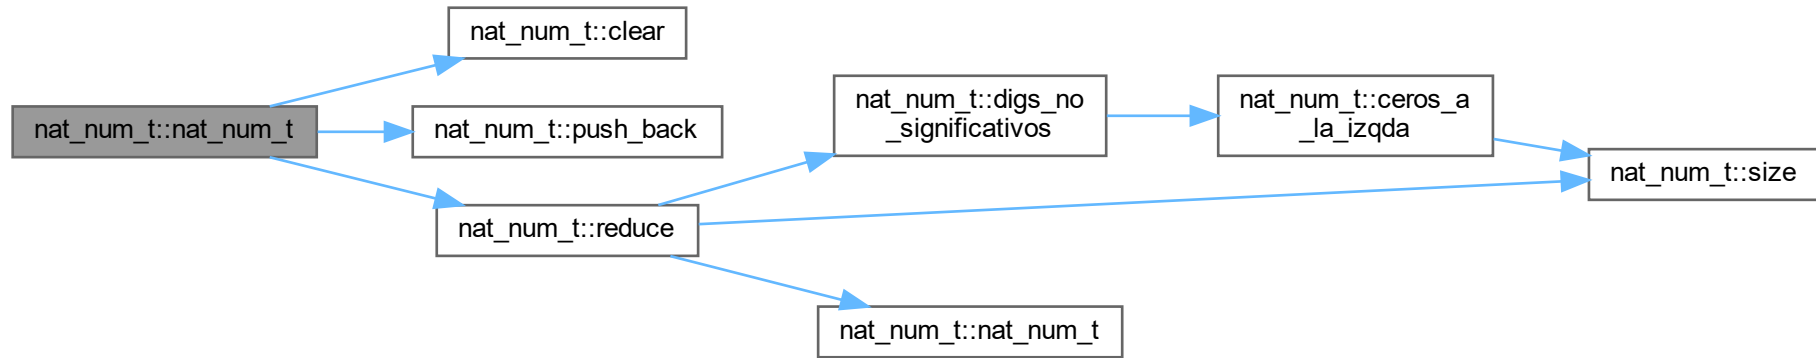 nat_num_t::clear
nat_num_t::nat_num_t
nat_num_t::push_back
nat_num_t::reduce
nat_num_t::digs_no
_significativos
nat_num_t::ceros_a
_la_izqda
nat_num_t::size
nat_num_t::nat_num_t